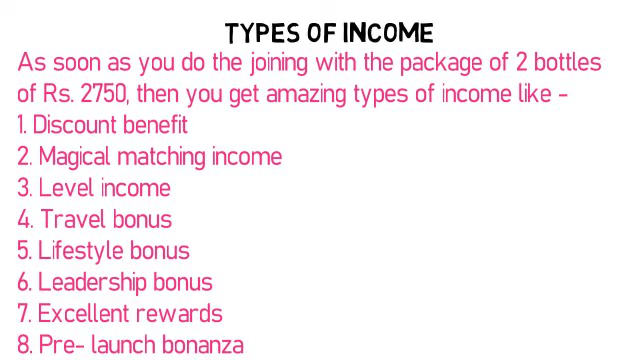 TYPES OF INCOME
As soon as you do the joining with the package of 2 bottles
of Rs. 2750, then you get amazing types of income like -
1. Discount benefit
2. Magical matching income
3. Level income
4. Travel bonus
5. Lifestyle bonus
6. Leadership bonus
7. Excellent rewards
8. Pre- launch bonanza